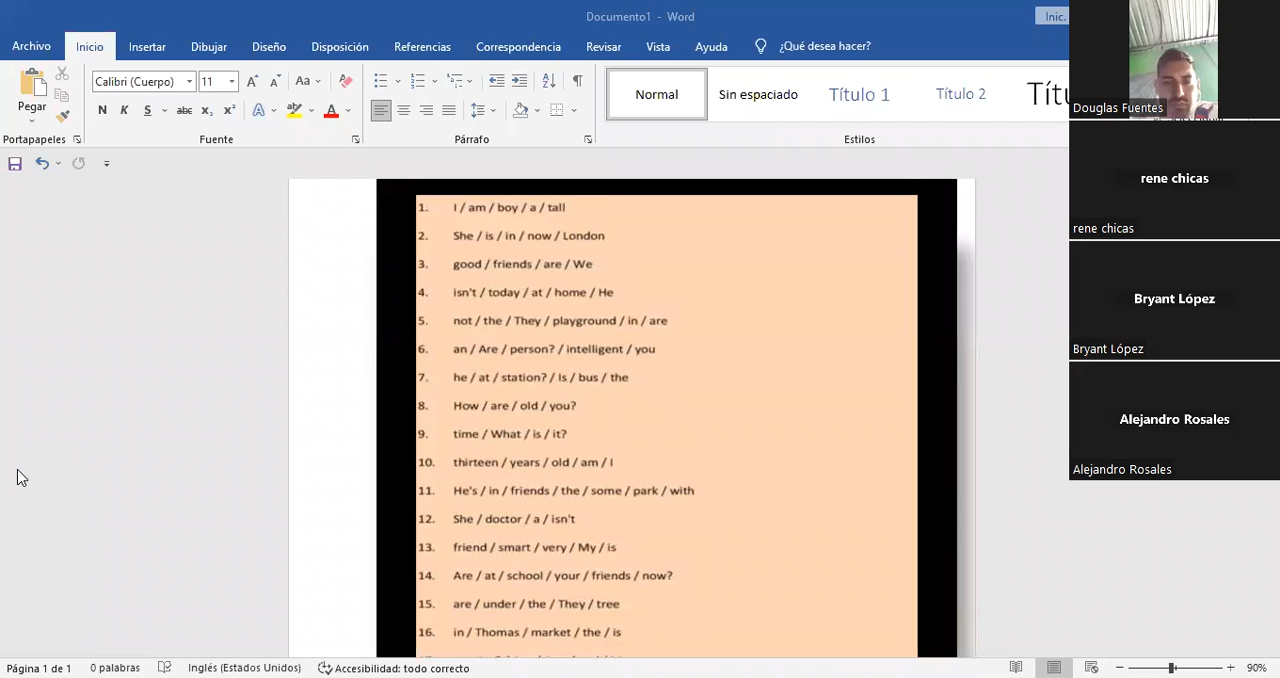 Documento1 - Word
Inic.
Archivo Inicio Insertar Dibujar Diseño Disposición Referencias Correspondencia Revisar Vista Ayuda ¿Qué desea hacer?
Pegar
Calibri (Cuerpo) 11
Aa
N K S abc x₂ x²
A A
Normal Sin espaciado Título 1 Título 2
Portapapeles Fuente Párrafo Estilos
1. I / am / boy / a / tall
2. She / is / in / now / London
3. good / friends / are / We
4. isn't / today / at / home / He
5. not / the / They / playground / in / are
6. an / Are / person? / intelligent / you
7. he / at / station? / Is / bus / the
8. How / are / old / you?
9. time / What / is / it?
10. thirteen / years / old / am / I
11. He's / in / friends / the / some / park / with
12. She / doctor / a / isn't
13. friend / smart / very / My / is
14. Are / at / school / your / friends / now?
15. are / under / the / They / tree
16. in / Thomas / market / the / is
Douglas Fuentes
rene chicas
rene chicas
Bryant López
Bryant López
Alejandro Rosales
Alejandro Rosales
Página 1 de 1 0 palabras Inglés (Estados Unidos) Accesibilidad: todo correcto 90%